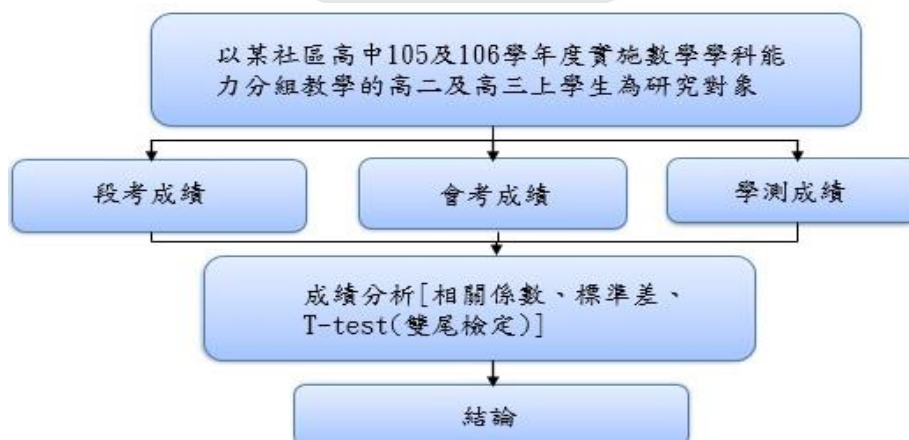 以某社區高中105及106學年度實施數學學科能
力分組教學的高二及高三上學生為研究對象
段考成績
會考成績
學測成績
成績分析[相關係數、標準差、
T-test(雙尾檢定)]
結論